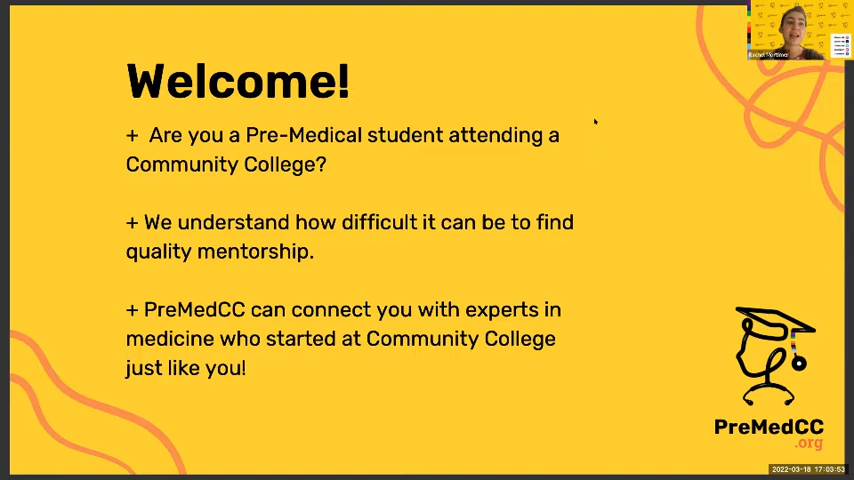 Welcome!
+ Are you a Pre-Medical student attending a
Community College?
+ We understand how difficult it can be to find
quality mentorship.
+ PreMedCC can connect you with experts in
medicine who started at Community College
just like you!
PreMedCC
.org
2022-03-18 17:03:53